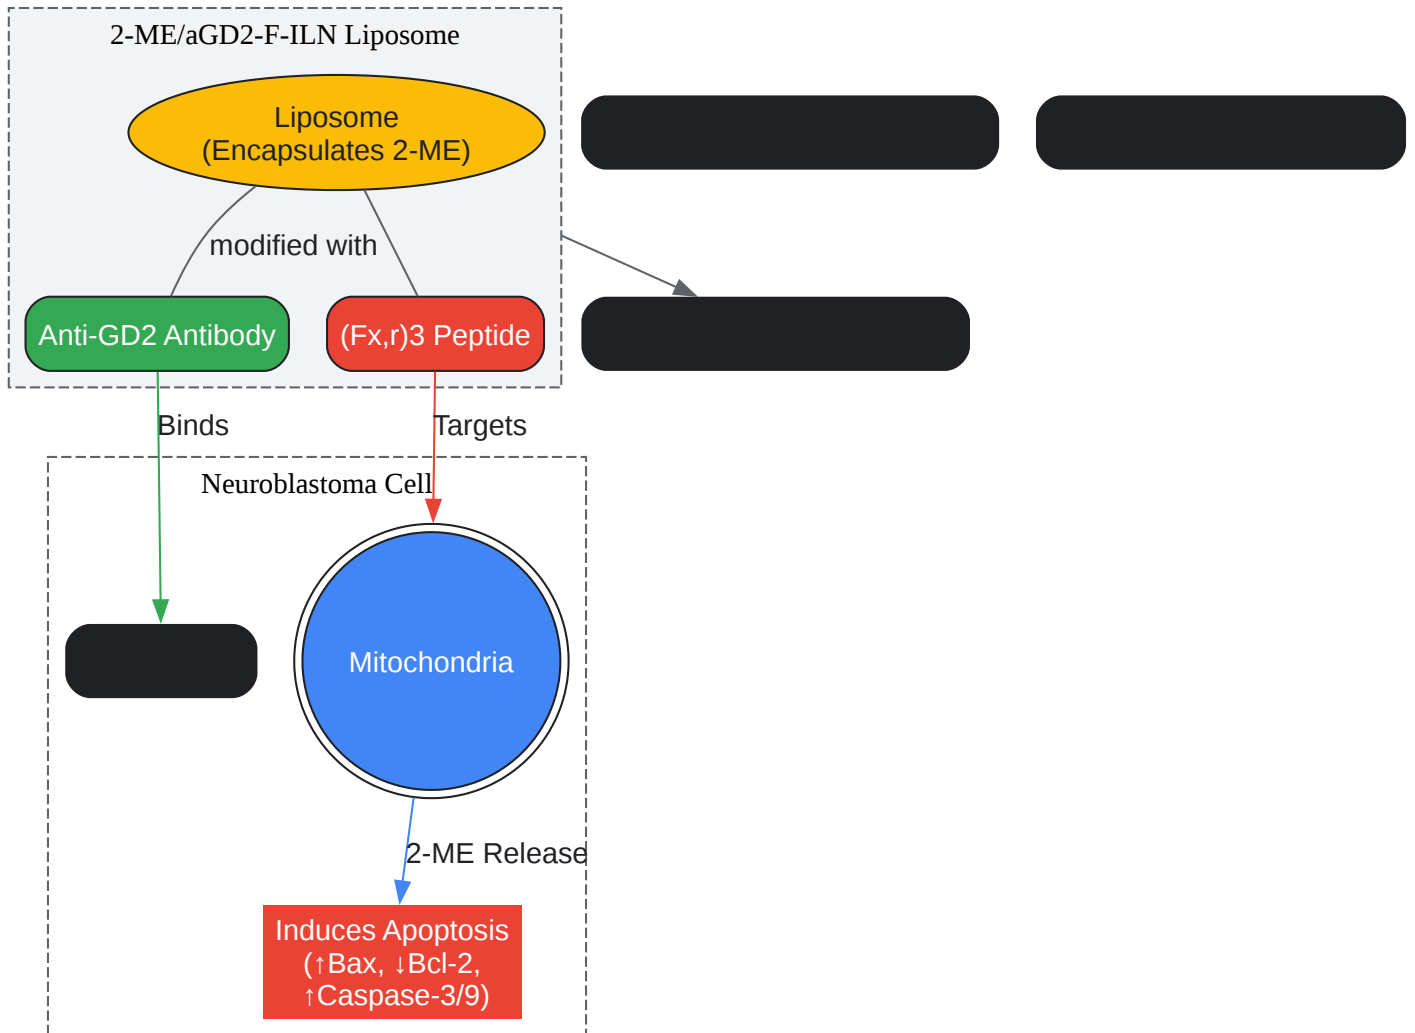 2-ME/aGD2-F-ILN Liposome
Liposome
(Encapsulates 2-ME)
modified with
Anti-GD2 Antibody
(Fx,r)3 Peptide
Binds
Targets
Neuroblastoma Cell
Mitochondria
2-ME Release
Induces Apoptosis
(↑Bax, ↓Bcl-2,
↑Caspase-3/9)